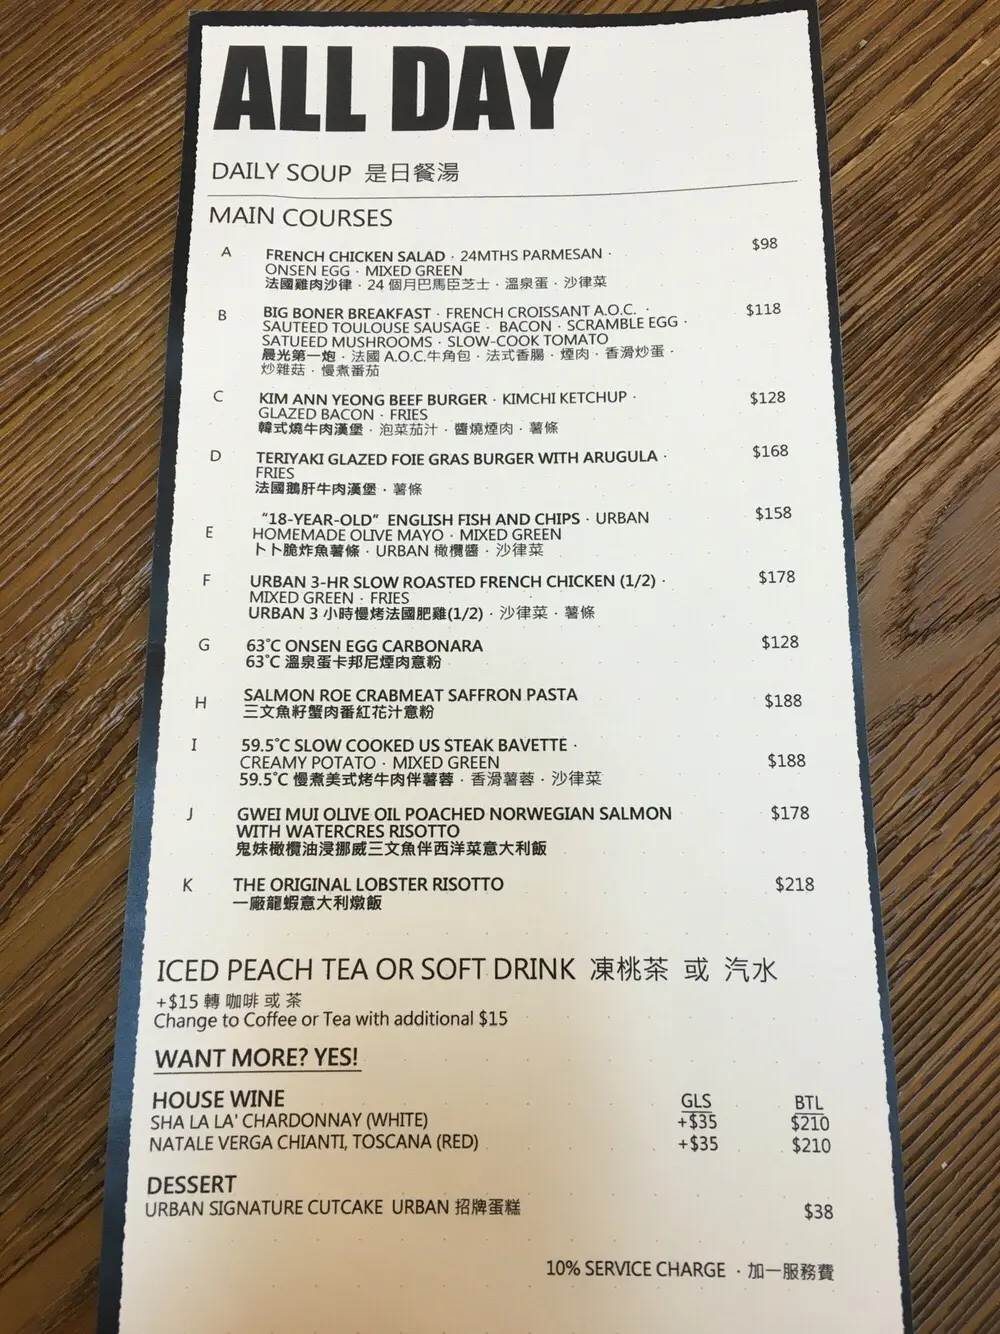 ALL DAY
DAILY SOUP 是日餐湯
MAIN COURSES
A FRENCH CHICKEN SALAD · 24MTHS PARMESAN · $98
ONSEN EGG · MIXED GREEN
法國雞肉沙律 · 24 個月巴馬臣芝士 · 溫泉蛋 · 沙律菜
B BIG BONER BREAKFAST · FRENCH CROISSANT A.O.C. · $118
SAUTEED TOULOUSE SAUSAGE · BACON · SCRAMBLE EGG ·
SATUEED MUSHROOMS · SLOW-COOK TOMATO
晨光第一炮 · 法國 A.O.C.牛角包 · 法式香腸 · 煙肉 · 香滑炒蛋 ·
炒雜菇 · 慢煮番茄
C KIM ANN YEONG BEEF BURGER · KIMCHI KETCHUP · $128
GLAZED BACON · FRIES
韓式燒牛肉漢堡 · 泡菜茄汁 · 醬燒煙肉 · 薯條
D TERIYAKI GLAZED FOIE GRAS BURGER WITH ARUGULA · $168
FRIES
法國鵝肝牛肉漢堡 · 薯條
"18-YEAR-OLD" ENGLISH FISH AND CHIPS · URBAN $158
E HOMEMADE OLIVE MAYO · MIXED GREEN
卜卜脆炸魚薯條 · URBAN 橄欖醬 · 沙律菜
F URBAN 3-HR SLOW ROASTED FRENCH CHICKEN (1/2) · $178
MIXED GREEN · FRIES
URBAN 3 小時慢烤法國肥雞(1/2) · 沙律菜 · 薯條
G 63°C ONSEN EGG CARBONARA $128
63°C 溫泉蛋卡邦尼煙肉意粉
H SALMON ROE CRABMEAT SAFFRON PASTA $188
三文魚籽蟹肉番紅花汁意粉
I 59.5°C SLOW COOKED US STEAK BAVETTE · $188
CREAMY POTATO · MIXED GREEN
59.5°C 慢煮美式烤牛肉伴薯蓉 · 香滑薯蓉 · 沙律菜
J GWEI MUI OLIVE OIL POACHED NORWEGIAN SALMON $178
WITH WATERCRES RISOTTO
鬼妹橄欖油浸挪威三文魚伴西洋菜意大利飯
K THE ORIGINAL LOBSTER RISOTTO $218
一廠龍蝦意大利燉飯
ICED PEACH TEA OR SOFT DRINK 凍桃茶 或 汽水
+$15 轉 咖啡 或 茶
Change to Coffee or Tea with additional $15
WANT MORE? YES!
HOUSE WINE GLS BTL
SHA LA LA' CHARDONNAY (WHITE) +$35 $210
NATALE VERGA CHIANTI, TOSCANA (RED) +$35 $210
DESSERT
URBAN SIGNATURE CUTCAKE URBAN 招牌蛋糕 $38
10% SERVICE CHARGE · 加一服務費